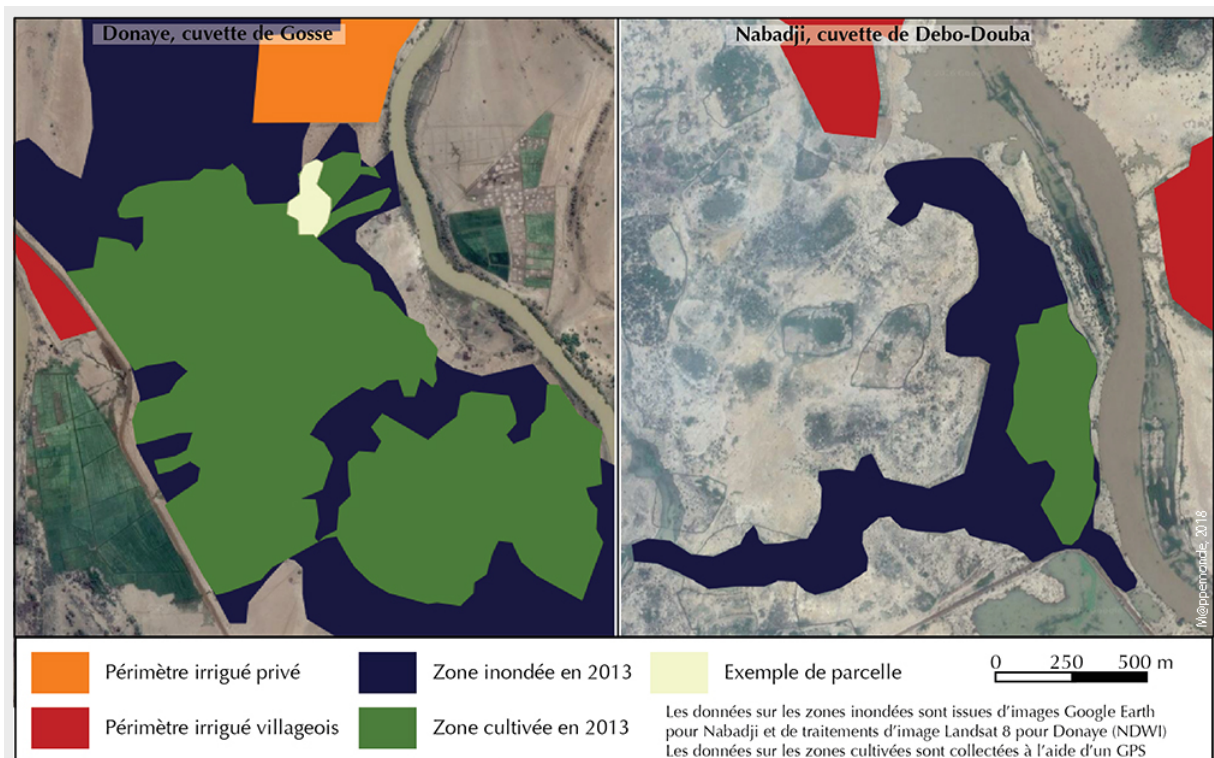 Donaye, cuvette de Gosse
Nabadji, cuvette de Debo-Douba
M@ppemonde, 2018
Périmètre irrigué privé
Zone inondée en 2013
Exemple de parcelle
0 250 500 m
Périmètre irrigué villageois
Zone cultivée en 2013
Les données sur les zones inondées sont issues d'images Google Earth
pour Nabadji et de traitements d'image Landsat 8 pour Donaye (NDWI)
Les données sur les zones cultivées sont collectées à l'aide d'un GPS